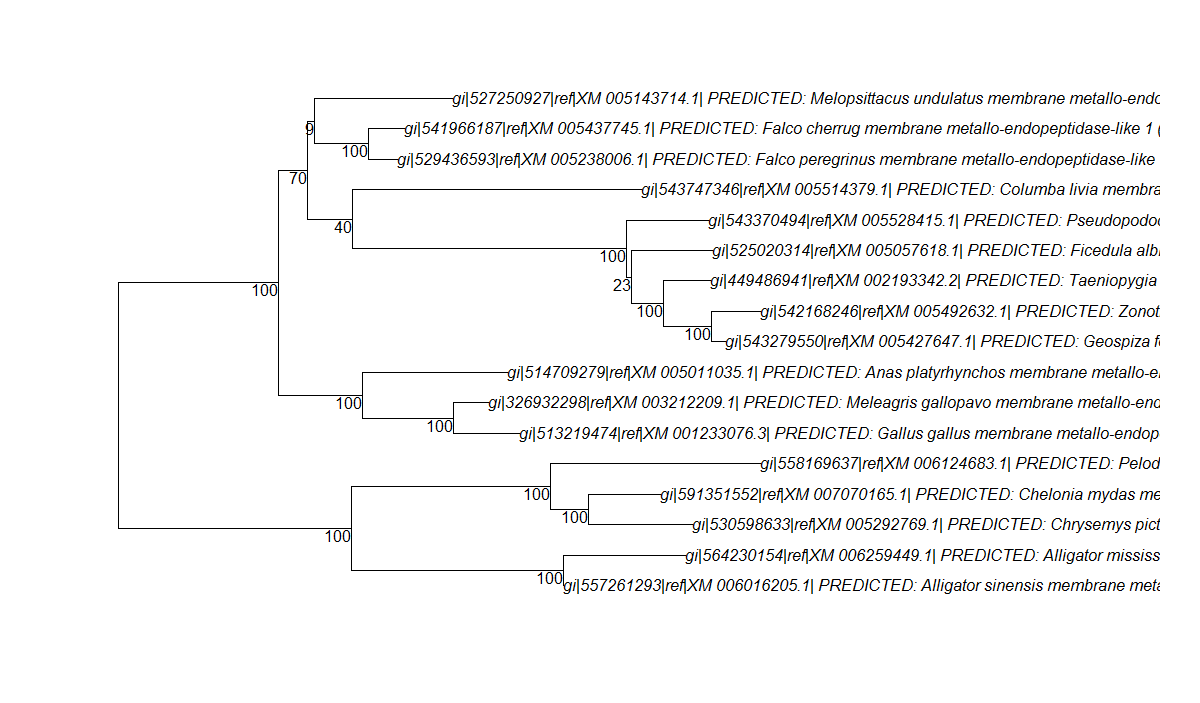 gi|527250927|ref|XM 005143714.1| PREDICTED: Melopsittacus undulatus membrane metallo-endo
9
gi|541966187|ref|XM 005437745.1| PREDICTED: Falco cherrug membrane metallo-endopeptidase-like 1 (
100
gi|529436593|ref|XM 005238006.1| PREDICTED: Falco peregrinus membrane metallo-endopeptidase-like
70
gi|543747346|ref|XM 005514379.1| PREDICTED: Columba livia membra
40
gi|543370494|ref|XM 005528415.1| PREDICTED: Pseudopodoc
100
gi|525020314|ref|XM 005057618.1| PREDICTED: Ficedula albi
23
gi|449486941|ref|XM 002193342.2| PREDICTED: Taeniopygia
100
100
gi|542168246|ref|XM 005492632.1| PREDICTED: Zonot
100
gi|543279550|ref|XM 005427647.1| PREDICTED: Geospiza fo
gi|514709279|ref|XM 005011035.1| PREDICTED: Anas platyrhynchos membrane metallo-e
100
gi|326932298|ref|XM 003212209.1| PREDICTED: Meleagris gallopavo membrane metallo-end
100
gi|513219474|ref|XM 001233076.3| PREDICTED: Gallus gallus membrane metallo-endop
gi|558169637|ref|XM 006124683.1| PREDICTED: Pelod
100
gi|591351552|ref|XM 007070165.1| PREDICTED: Chelonia mydas me
100
gi|530598633|ref|XM 005292769.1| PREDICTED: Chrysemys pict
100
gi|564230154|ref|XM 006259449.1| PREDICTED: Alligator mississ
100
gi|557261293|ref|XM 006016205.1| PREDICTED: Alligator sinensis membrane meta